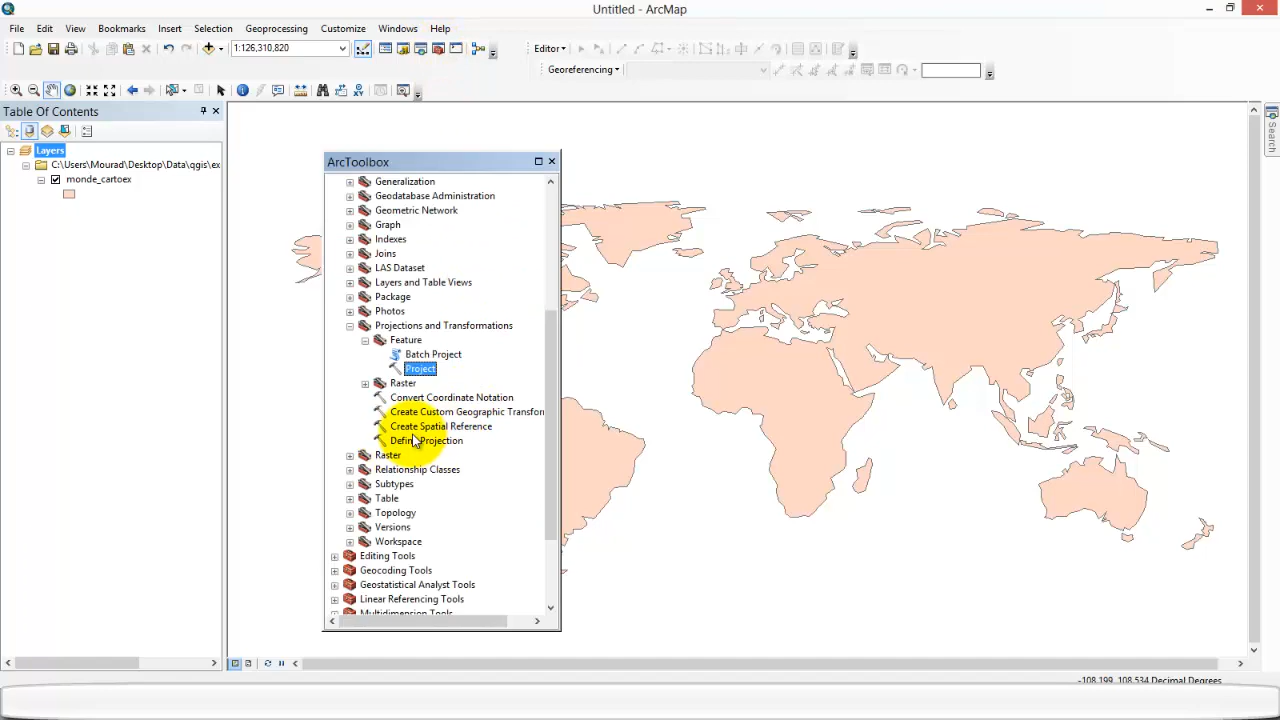 Untitled - ArcMap
File Edit View Bookmarks Insert Selection Geoprocessing Customize Windows Help
1:126,310,820
Editor
Georeferencing
Table Of Contents
Layers
C:\Users\Mourad\Desktop\Data\qgis\ex
monde_cartoex
ArcToolbox
Generalization
Geodatabase Administration
Geometric Network
Graph
Indexes
Joins
LAS Dataset
Layers and Table Views
Package
Photos
Projections and Transformations
Feature
Batch Project
Project
Raster
Convert Coordinate Notation
Create Custom Geographic Transfor
Create Spatial Reference
Define Projection
Raster
Relationship Classes
Subtypes
Table
Topology
Versions
Workspace
Editing Tools
Geocoding Tools
Geostatistical Analyst Tools
Linear Referencing Tools
Multidimension Tools
Search
-108.199 108.534 Decimal Degrees